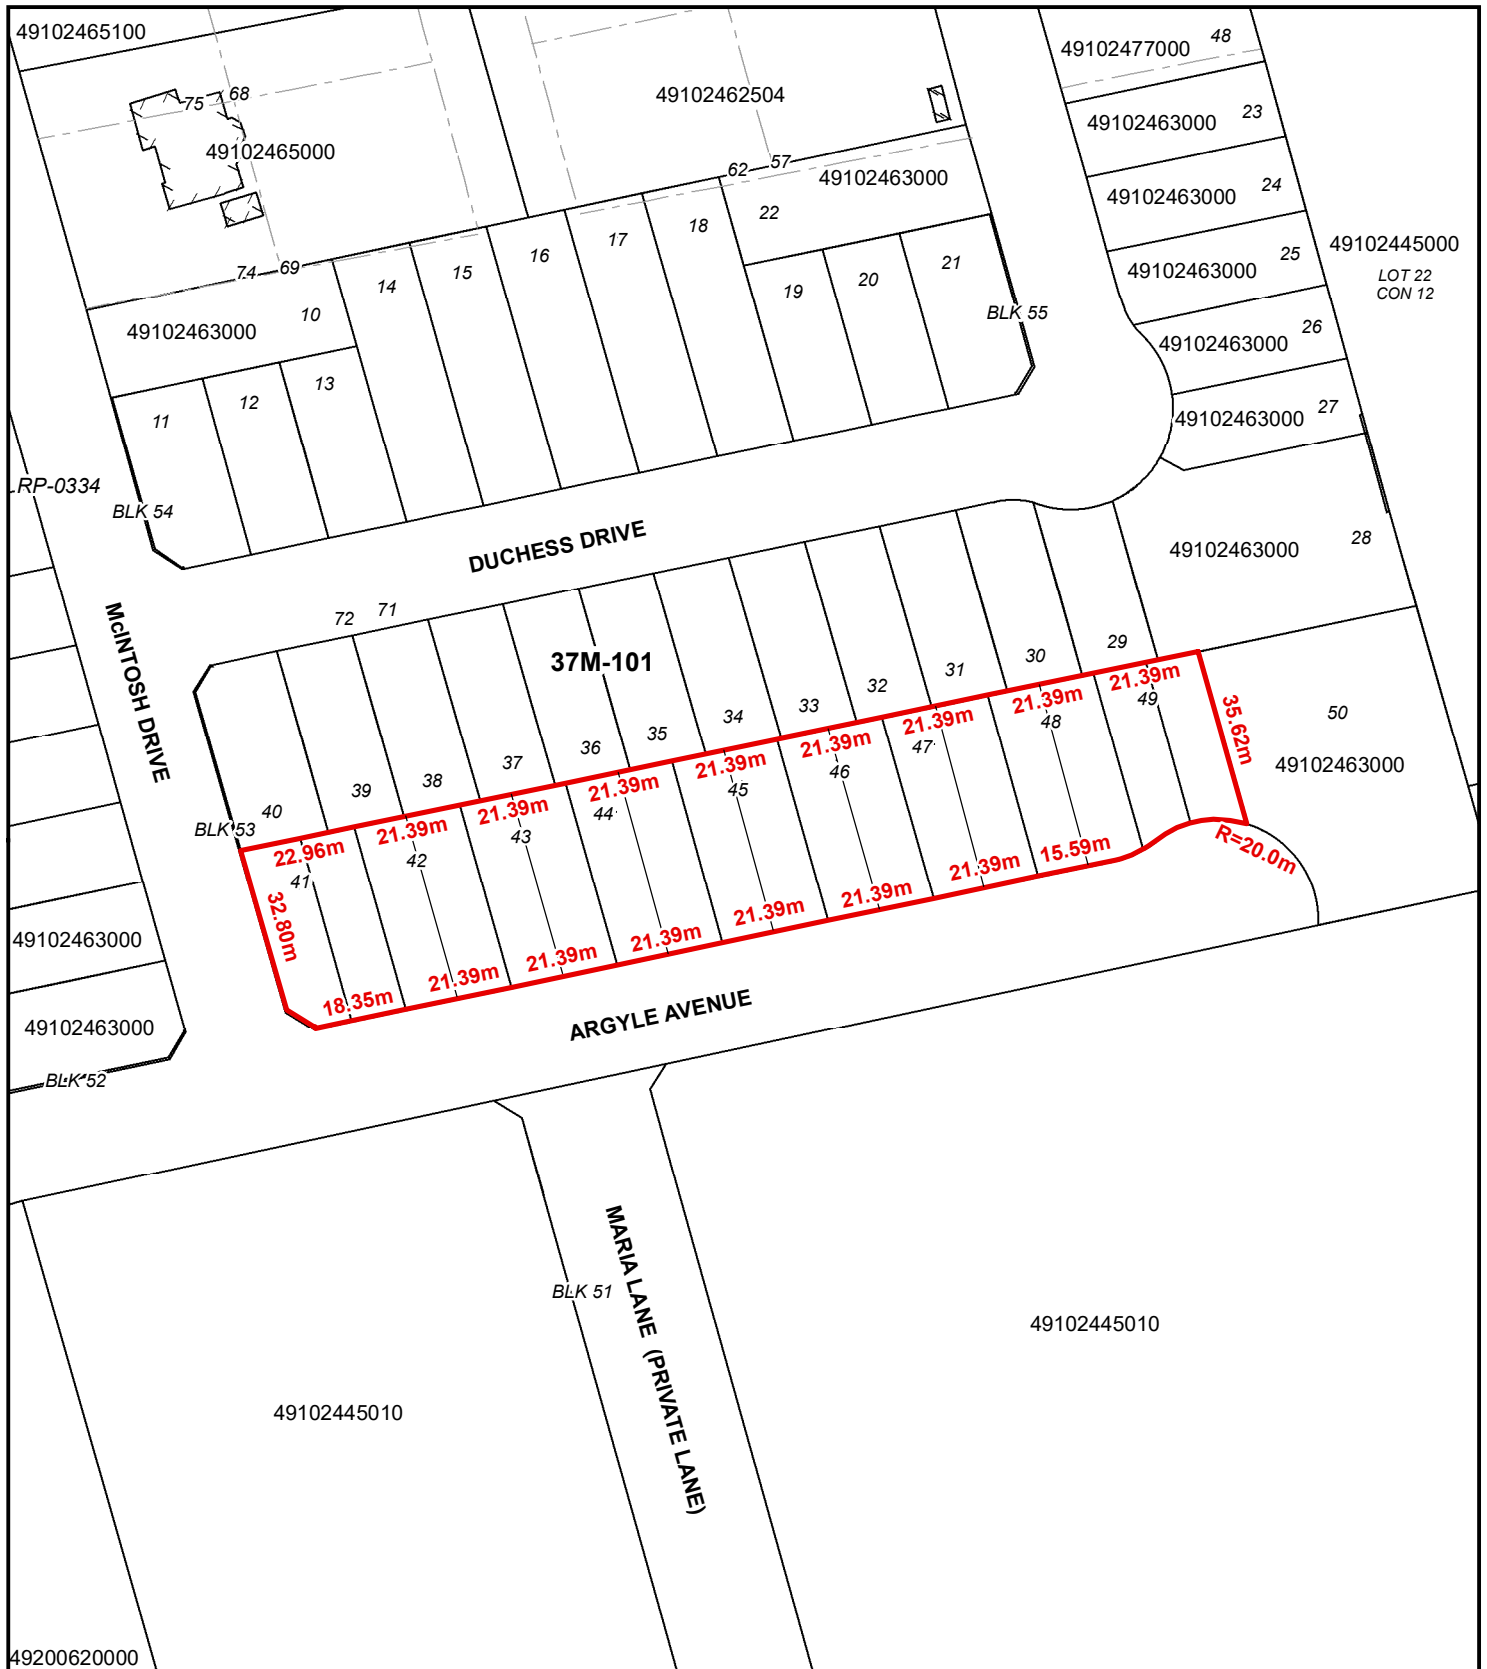 49102465100
49102477000
48
75
68
49102462504
49102463000
23
49102465000
62
57
49102463000
49102463000
24
22
18
17
16
15
14
74
69
49102463000
25
49102445000
LOT 22
CON 12
21
20
19
BLK 55
10
49102463000
49102463000
26
13
12
11
49102463000
27
RP-0334
BLK 54
DUCHESS DRIVE
49102463000
28
McINTOSH DRIVE
72
71
37M-101
29
30
31
32
33
34
35
36
37
38
39
40
BLK 53
21.39m
21.39m
21.39m
21.39m
21.39m
21.39m
21.39m
21.39m
22.96m
49
48
47
46
45
44
43
42
41
35.62m
50
49102463000
R=20.0m
32.80m
15.59m
21.39m
21.39m
21.39m
21.39m
21.39m
21.39m
18.35m
49102463000
ARGYLE AVENUE
49102463000
BLK 52
MARIA LANE (PRIVATE LANE)
BLK 51
49102445010
49102445010
49200620000